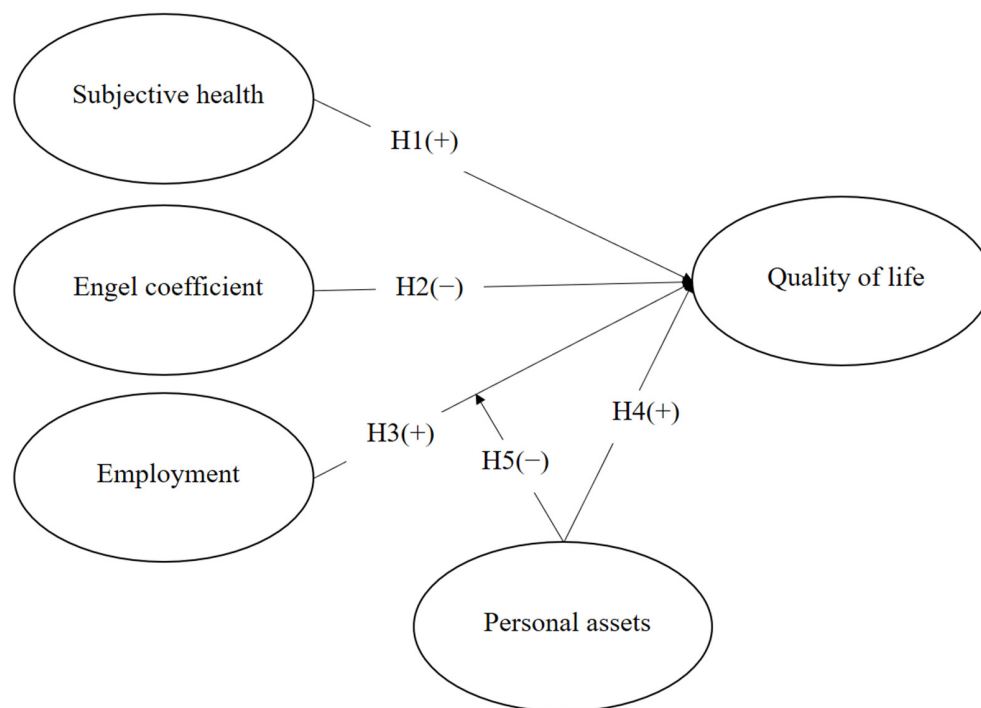 Subjective health
H1(+)
Engel coefficient
H2(−)
Quality of life
Employment
H3(+)
H4(+)
H5(−)
Personal assets